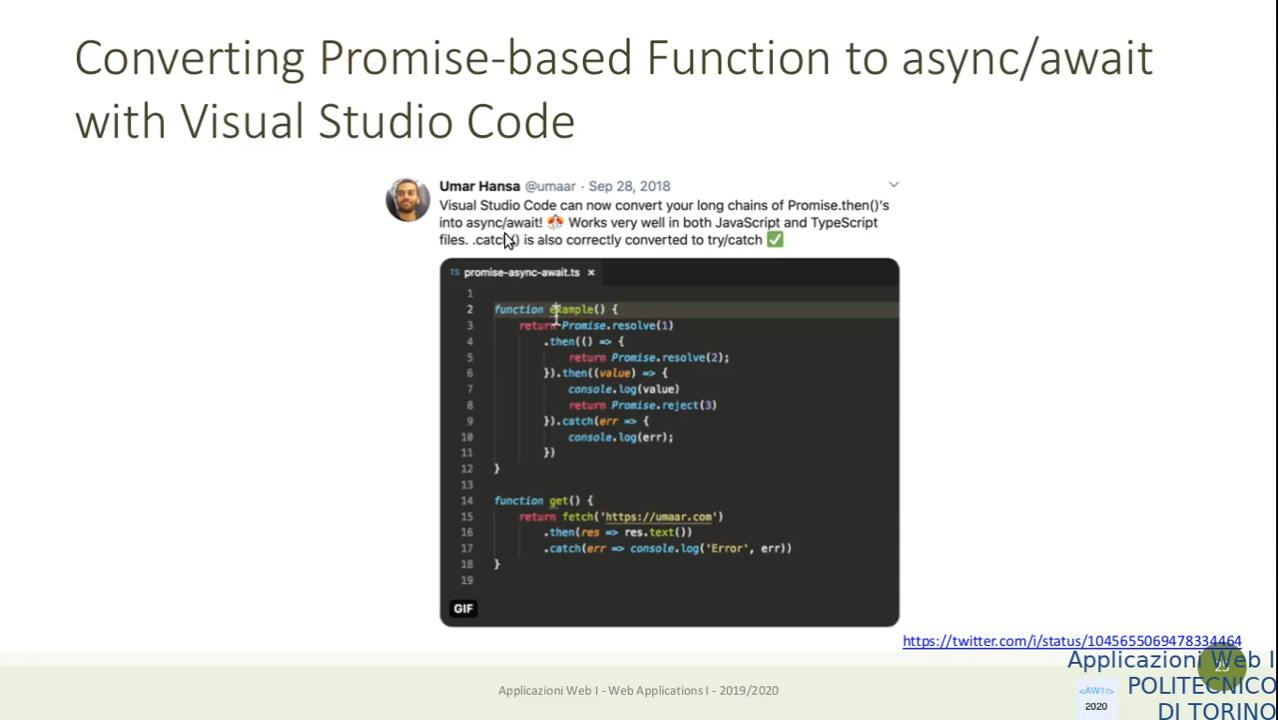 Converting Promise-based Function to async/await
with Visual Studio Code
Umar Hansa @umaar · Sep 28, 2018
Visual Studio Code can now convert your long chains of Promise.then()'s
into async/await! 🎊 Works very well in both JavaScript and TypeScript
files. .catch() is also correctly converted to try/catch ✅
TS promise-async-await.ts ×
1
2 function example() {
3 return Promise.resolve(1)
4 .then(() => {
5 return Promise.resolve(2);
6 }).then((value) => {
7 console.log(value)
8 return Promise.reject(3)
9 }).catch(err => {
10 console.log(err);
11 })
12 }
13
14 function get() {
15 return fetch('https://umaar.com')
16 .then(res => res.text())
17 .catch(err => console.log('Error', err))
18 }
19
GIF
https://twitter.com/i/status/1045655069478334464
Applicazioni Web I - Web Applications I - 2019/2020
Applicazioni Web I
POLITECNICO
DI TORINO
<AW1/>
2020